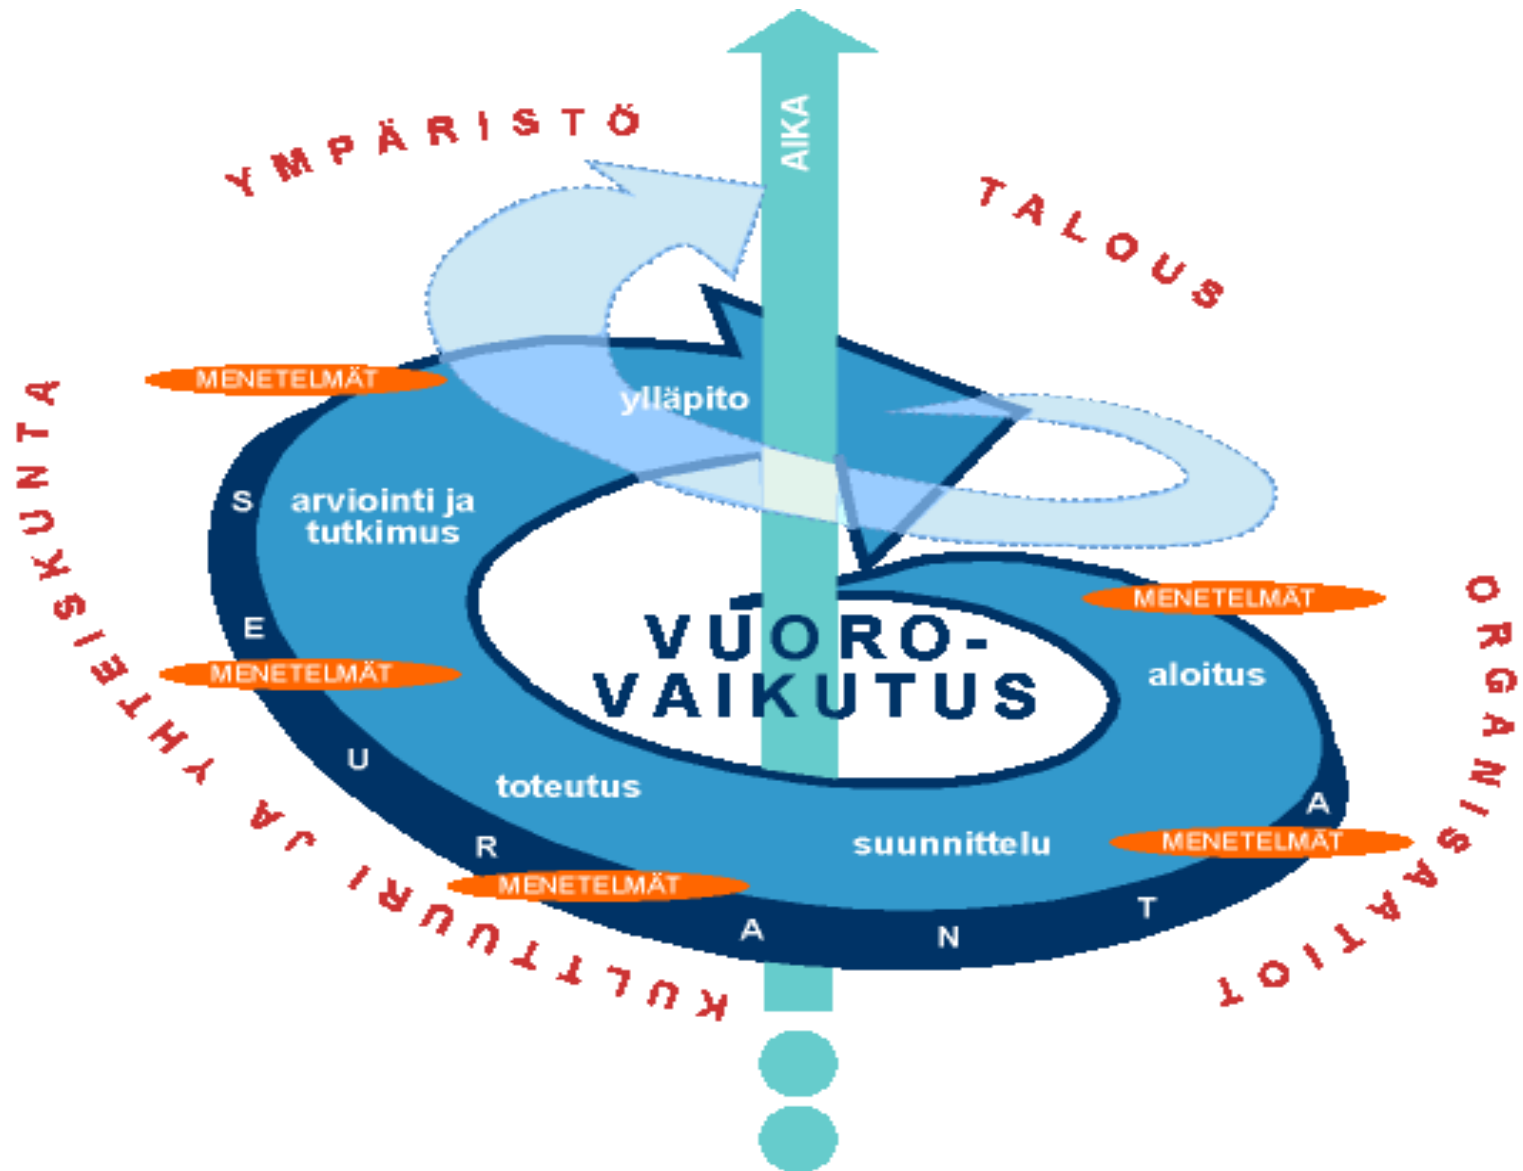 AIKA
YMPÄRISTÖ
TALOUS
MENETELMÄT
ylläpito
arviointi ja
tutkimus
MENETELMÄT
VUORO-
VAIKUTUS
aloitus
MENETELMÄT
toteutus
suunnittelu
MENETELMÄT
MENETELMÄT
SEURANTA
KULTTUURI JA YHTEISKUNTA
ORGANISAATIOT